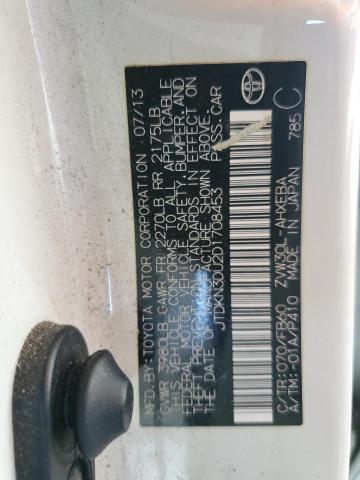 MFD.BY:TOYOTA MOTOR CORPORATION 07/13
GVWR 3980LB GAWR FR 2270LB RR 2175LB
THIS VEHICLE CONFORMS TO ALL APPLICABLE
FEDERAL MOTOR VEHICLE SAFETY,BUMPER,AND
THEFT PREVENTION STANDARDS IN EFFECT ON
THE DATE OF MANUFACTURE SHOWN ABOVE.
JTDKN3DU2D1708453 PASS.CAR
C/TR:070/FB60 ZVW30L-AHXEBA
A/TM:-01A/P410 MADE IN JAPAN 785 C